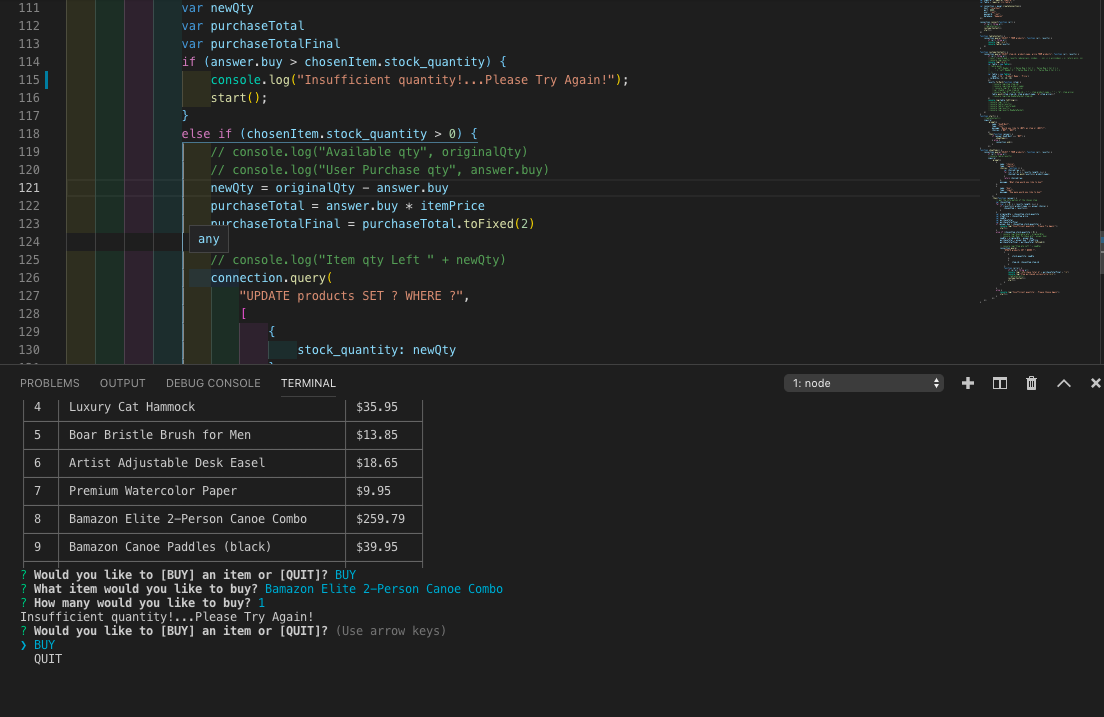 111 var newQty
112 var purchaseTotal
113 var purchaseTotalFinal
114 if (answer.buy > chosenItem.stock_quantity) {
115 console.log("Insufficient quantity!...Please Try Again!");
116 start();
117 }
118 else if (chosenItem.stock_quantity > 0) {
119 // console.log("Available qty", originalQty)
120 // console.log("User Purchase qty", answer.buy)
121 newQty = originalQty - answer.buy
122 purchaseTotal = answer.buy * itemPrice
123 purchaseTotalFinal = purchaseTotal.toFixed(2)
124 any
125 // console.log("Item qty Left " + newQty)
126 connection.query(
127 "UPDATE products SET ? WHERE ?",
128 [
129 {
130 stock_quantity: newQty
PROBLEMS OUTPUT DEBUG CONSOLE TERMINAL 1: node
4 Luxury Cat Hammock $35.95
5 Boar Bristle Brush for Men $13.85
6 Artist Adjustable Desk Easel $18.65
7 Premium Watercolor Paper $9.95
8 Bamazon Elite 2-Person Canoe Combo $259.79
9 Bamazon Canoe Paddles (black) $39.95
? Would you like to [BUY] an item or [QUIT]? BUY
? What item would you like to buy? Bamazon Elite 2-Person Canoe Combo
? How many would you like to buy? 1
Insufficient quantity!...Please Try Again!
? Would you like to [BUY] an item or [QUIT]? (Use arrow keys)
❯ BUY
QUIT